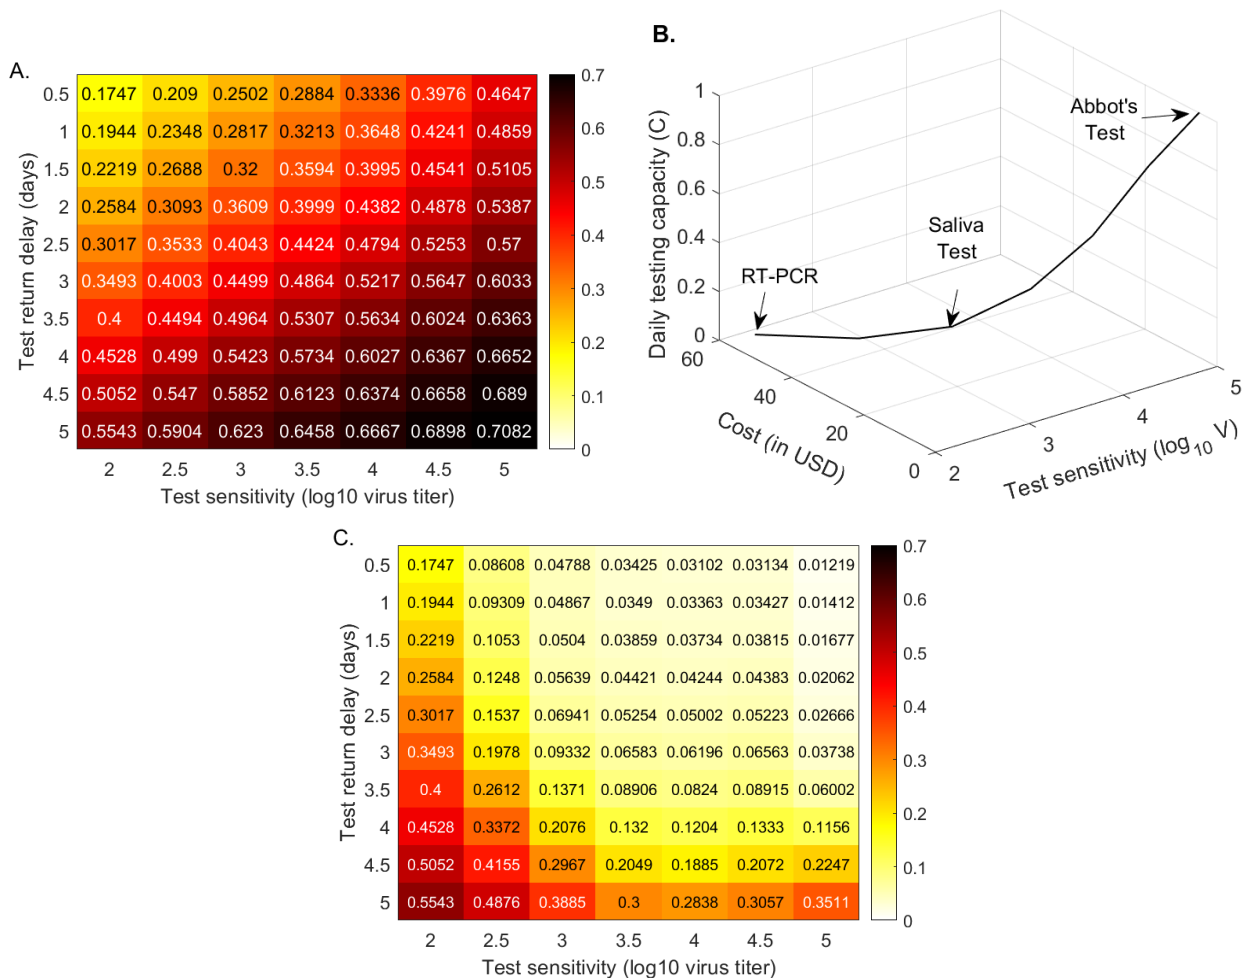 A.
0.5 0.1747 0.209 0.2502 0.2884 0.3336 0.3976 0.4647
1 0.1944 0.2348 0.2817 0.3213 0.3648 0.4241 0.4859
1.5 0.2219 0.2688 0.32 0.3594 0.3995 0.4541 0.5105
2 0.2584 0.3093 0.3609 0.3999 0.4382 0.4878 0.5387
2.5 0.3017 0.3533 0.4043 0.4424 0.4794 0.5253 0.57
3 0.3493 0.4003 0.4499 0.4864 0.5217 0.5647 0.6033
3.5 0.4 0.4494 0.4964 0.5307 0.5634 0.6024 0.6363
4 0.4528 0.499 0.5423 0.5734 0.6027 0.6367 0.6652
4.5 0.5052 0.547 0.5852 0.6123 0.6374 0.6658 0.689
5 0.5543 0.5904 0.623 0.6458 0.6667 0.6898 0.7082
2 2.5 3 3.5 4 4.5 5
Test sensitivity (log10 virus titer)
Test return delay (days)
0.7
0.6
0.5
0.4
0.3
0.2
0.1
0
B.
Daily testing capacity (C)
1
0.8
0.6
0.4
0.2
0
60
40
20
0
Cost (in USD)
2
3
4
5
Test sensitivity (log10 V)
RT-PCR
Saliva
Test
Abbot's
Test
C.
0.5 0.1747 0.08608 0.04788 0.03425 0.03102 0.03134 0.01219
1 0.1944 0.09309 0.04867 0.0349 0.03363 0.03427 0.01412
1.5 0.2219 0.1053 0.0504 0.03859 0.03734 0.03815 0.01677
2 0.2584 0.1248 0.05639 0.04421 0.04244 0.04383 0.02062
2.5 0.3017 0.1537 0.06941 0.05254 0.05002 0.05223 0.02666
3 0.3493 0.1978 0.09332 0.06583 0.06196 0.06563 0.03738
3.5 0.4 0.2612 0.1371 0.08906 0.0824 0.08915 0.06002
4 0.4528 0.3372 0.2076 0.132 0.1204 0.1333 0.1156
4.5 0.5052 0.4155 0.2967 0.2049 0.1885 0.2072 0.2247
5 0.5543 0.4876 0.3885 0.3 0.2838 0.3057 0.3511
2 2.5 3 3.5 4 4.5 5
Test sensitivity (log10 virus titer)
Test return delay (days)
0.7
0.6
0.5
0.4
0.3
0.2
0.1
0